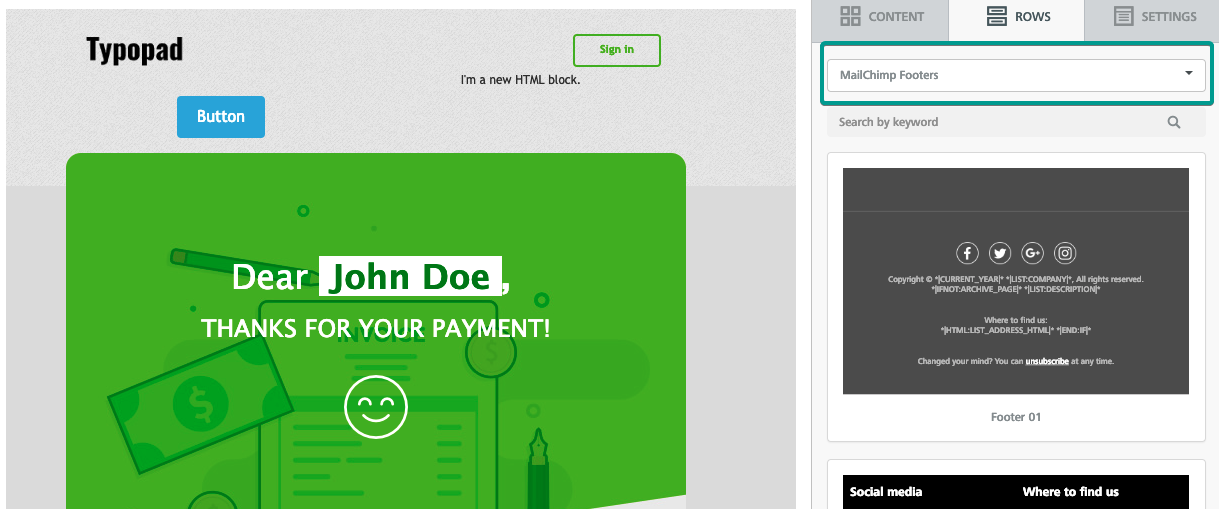 Typopad
Sign in
I'm a new HTML block.
Button
Dear John Doe,
THANKS FOR YOUR PAYMENT!
INVOICE
$
$
CONTENT
ROWS
SETTINGS
MailChimp Footers
Search by keyword
Copyright © *|CURRENT_YEAR|* *|LIST:COMPANY|*, All rights reserved.
*|IFNOT:ARCHIVE_PAGE|* *|LIST:DESCRIPTION|*
Where to find us:
*|HTML:LIST_ADDRESS_HTML|* *|END:IF|*
Changed your mind? You can unsubscribe at any time.
Footer 01
Social media
Where to find us